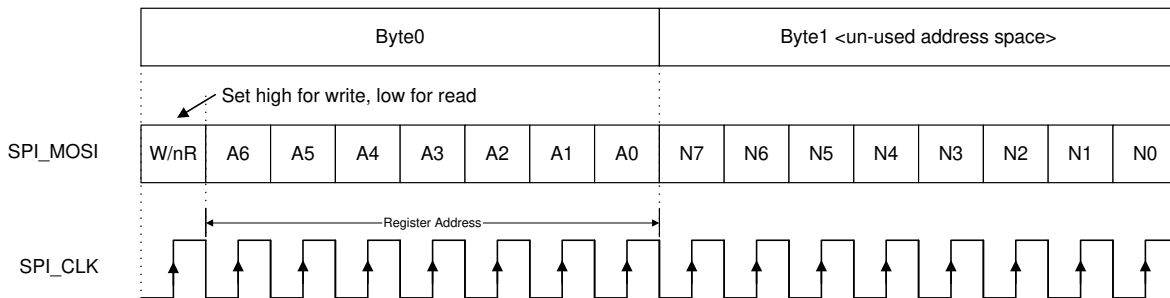 Byte0 Byte1 <un-used address space>
Set high for write, low for read
SPI_MOSI W/nR A6 A5 A4 A3 A2 A1 A0 N7 N6 N5 N4 N3 N2 N1 N0
Register Address
SPI_CLK